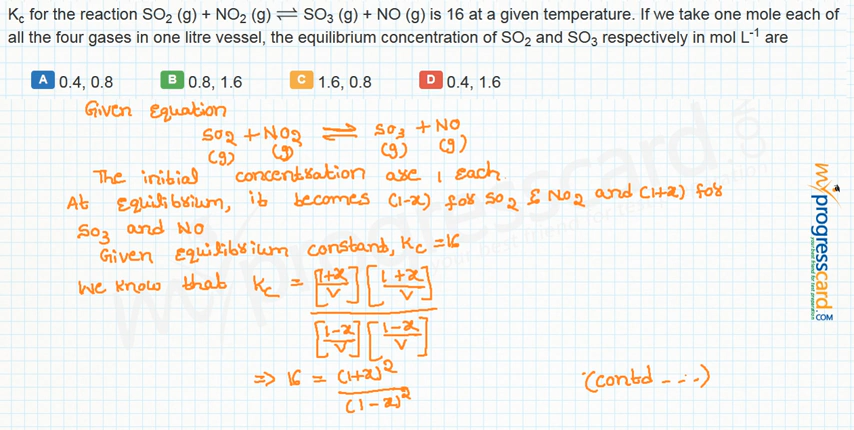 Kc for the reaction SO2 (g) + NO2 (g) ⇌ SO3 (g) + NO (g) is 16 at a given temperature. If we take one mole each of
all the four gases in one litre vessel, the equilibrium concentration of SO2 and SO3 respectively in mol L-1 are
A 0.4, 0.8 B 0.8, 1.6 C 1.6, 0.8 D 0.4, 1.6
Given Equation
SO2 + NO2 ⇌ SO3 + NO
(g) (g) (g) (g)
The initial concentration are 1 each.
At Equilibrium, it becomes (1-x) for SO2 & NO2 and (1+x) for
SO3 and NO
Given equilibrium constant, Kc = 16
We know that Kc = [1+x/V] [1+x/V] / [1-x/V] [1-x/V]
=> 16 = (1+x)^2 / (1-x)^2
(contd ---)
my progresscard.COM